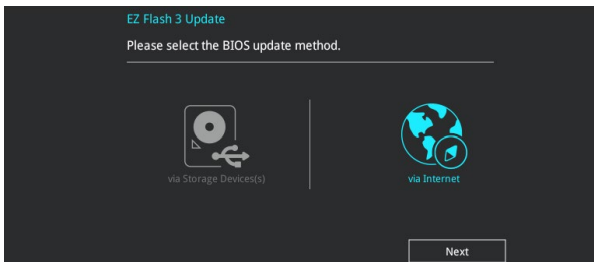 EZ Flash 3 Update
Please select the BIOS update method.
via Storage Devices(s)
via Internet
Next